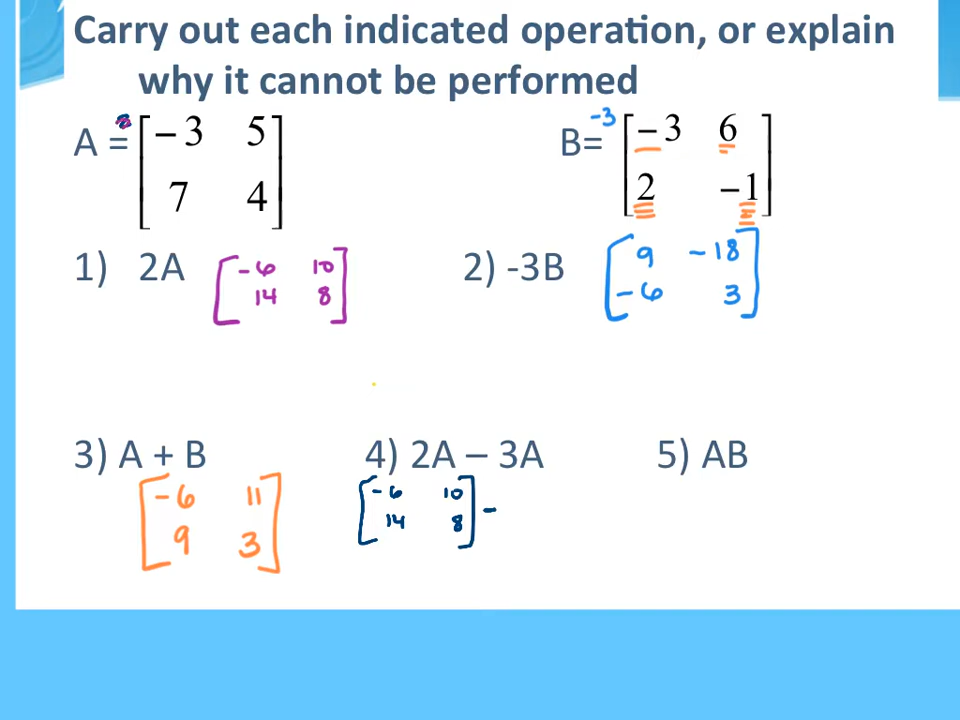 Carry out each indicated operation, or explain
why it cannot be performed
A = [ -3 5 B= -3 [ -3 6
7 4 ] 2 -1 ]
1) 2A [ -6 10 2) -3B [ 9 -18
14 8 ] -6 3 ]
3) A + B 4) 2A – 3A 5) AB
[ -6 11 [ -6 10
9 3 ] 14 8 ] -